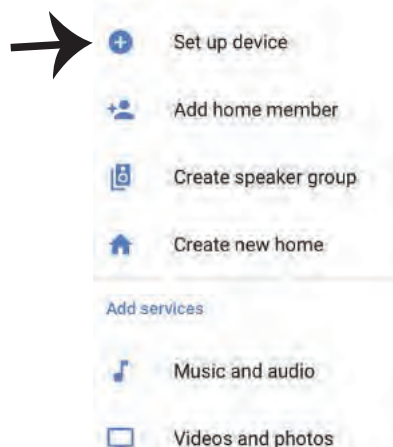 Set up device
Add home member
Create speaker group
Create new home
Add services
Music and audio
Videos and photos